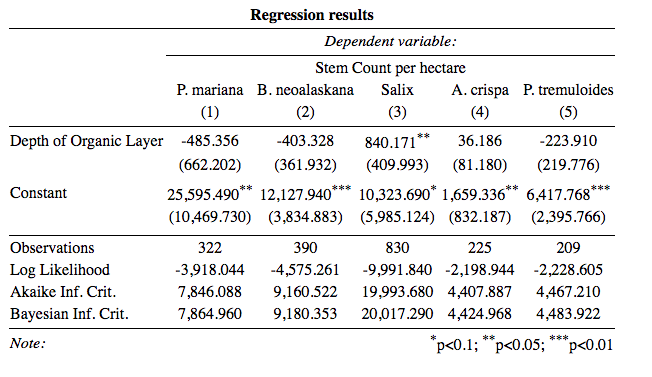 Regression results
Dependent variable:
Stem Count per hectare
P. mariana B. neoalaskana Salix A. crispa P. tremuloides
(1) (2) (3) (4) (5)
Depth of Organic Layer -485.356 -403.328 840.171** 36.186 -223.910
(662.202) (361.932) (409.993) (81.180) (219.776)
Constant 25,595.490** 12,127.940*** 10,323.690* 1,659.336** 6,417.768***
(10,469.730) (3,834.883) (5,985.124) (832.187) (2,395.766)
Observations 322 390 830 225 209
Log Likelihood -3,918.044 -4,575.261 -9,991.840 -2,198.944 -2,228.605
Akaike Inf. Crit. 7,846.088 9,160.522 19,993.680 4,407.887 4,467.210
Bayesian Inf. Crit. 7,864.960 9,180.353 20,017.290 4,424.968 4,483.922
Note: *p<0.1; **p<0.05; ***p<0.01